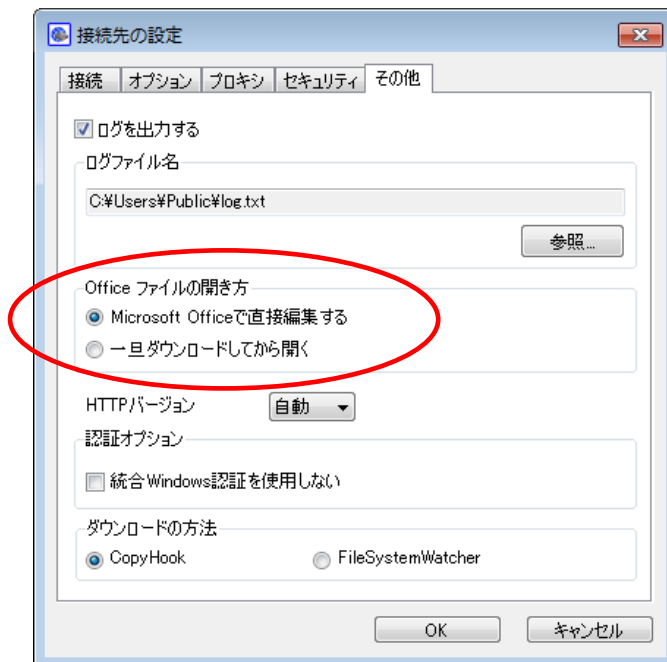 接続先の設定
接続 オプション プロキシ セキュリティ その他
ログを出力する
ログファイル名
C:¥Users¥Public¥log.txt
参照...
Office ファイルの開き方
Microsoft Officeで直接編集する
一旦ダウンロードしてから開く
HTTPバージョン 自動
認証オプション
統合Windows認証を使用しない
ダウンロードの方法
CopyHook FileSystemWatcher
OK キャンセル